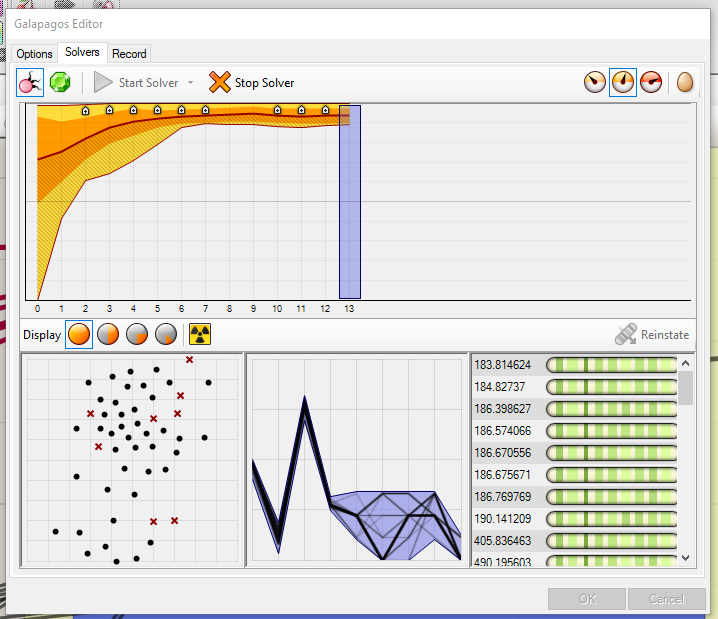 Galapagos Editor
Options Solvers Record
Start Solver Stop Solver
0 1 2 3 4 5 6 7 8 9 10 11 12 13
Display Reinstate
183.814624
184.82737
186.398627
186.574066
186.670556
186.675671
186.769769
190.141209
405.836463
490.195603
OK Cancel